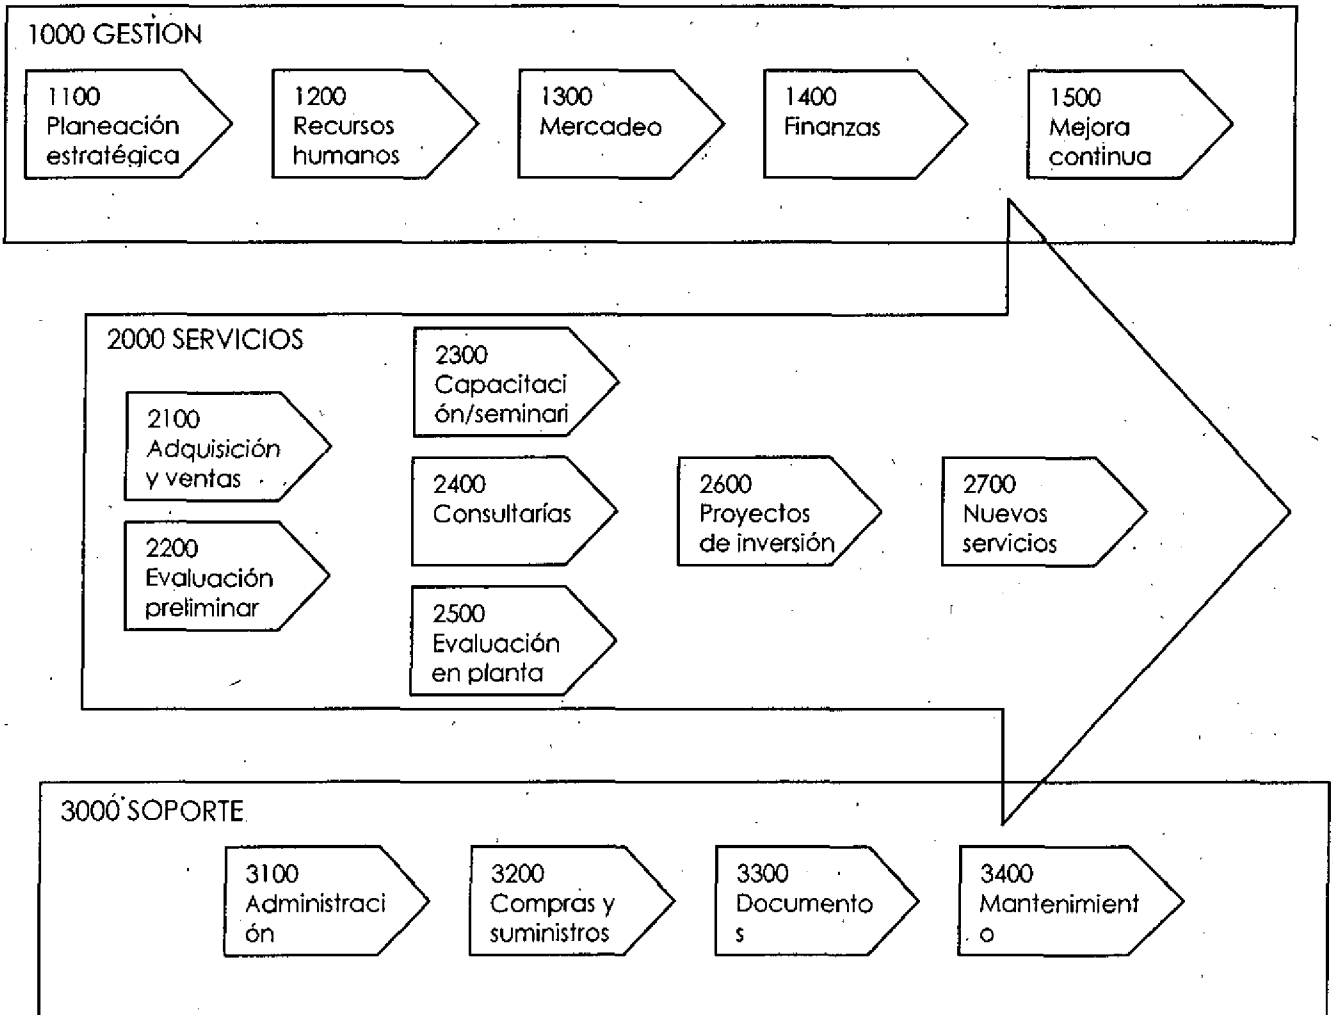 1000 GESTIÓN
1100
Planeación
estratégica
1200
Recursos
humanos
1300
Mercadeo
1400
Finanzas
1500
Mejora
continua
2000 SERVICIOS
2100
Adquisición
y ventas
2200
Evaluación
preliminar
2300
Capacitaci
ón/seminari
2400
Consultarías
2500
Evaluación
en planta
2600
Proyectos
de inversión
2700
Nuevos
servicios
3000 SOPORTE
3100
Administraci
ón
3200
Compras y
suministros
3300
Documento
s
3400
Mantenimient
o